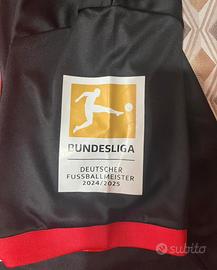 BUNDESLIGA
DEUTSCHER
FUSSBALLMEISTER
2024/2025
subito